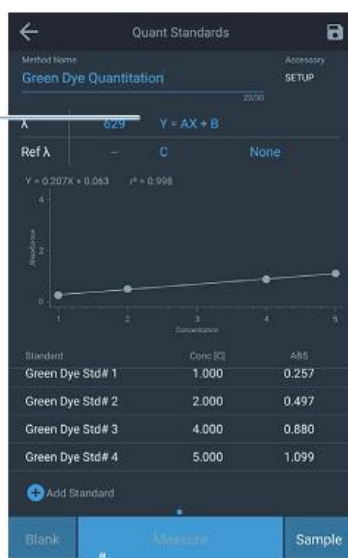 Quant Standards
Method Name Accessory
Green Dye Quantitation SETUP
22/30
λ 629 Y = AX + B
Ref λ – C None
Y = 0.207X + 0.063 r² = 0.998
4
2
0
Absorbance
1 2 3 4 5
Concentration
Standard Conc [C] ABS
Green Dye Std# 1 1.000 0.257
Green Dye Std# 2 2.000 0.497
Green Dye Std# 3 4.000 0.880
Green Dye Std# 4 5.000 1.099
Add Standard
Blank Measure Sample